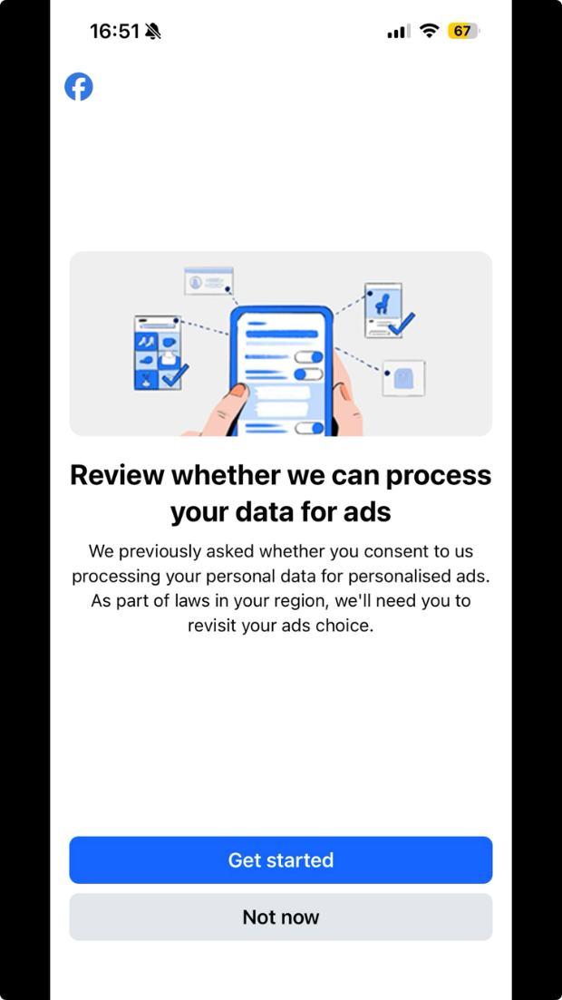 16:51
67
Review whether we can process
your data for ads
We previously asked whether you consent to us
processing your personal data for personalised ads.
As part of laws in your region, we'll need you to
revisit your ads choice.
Get started
Not now